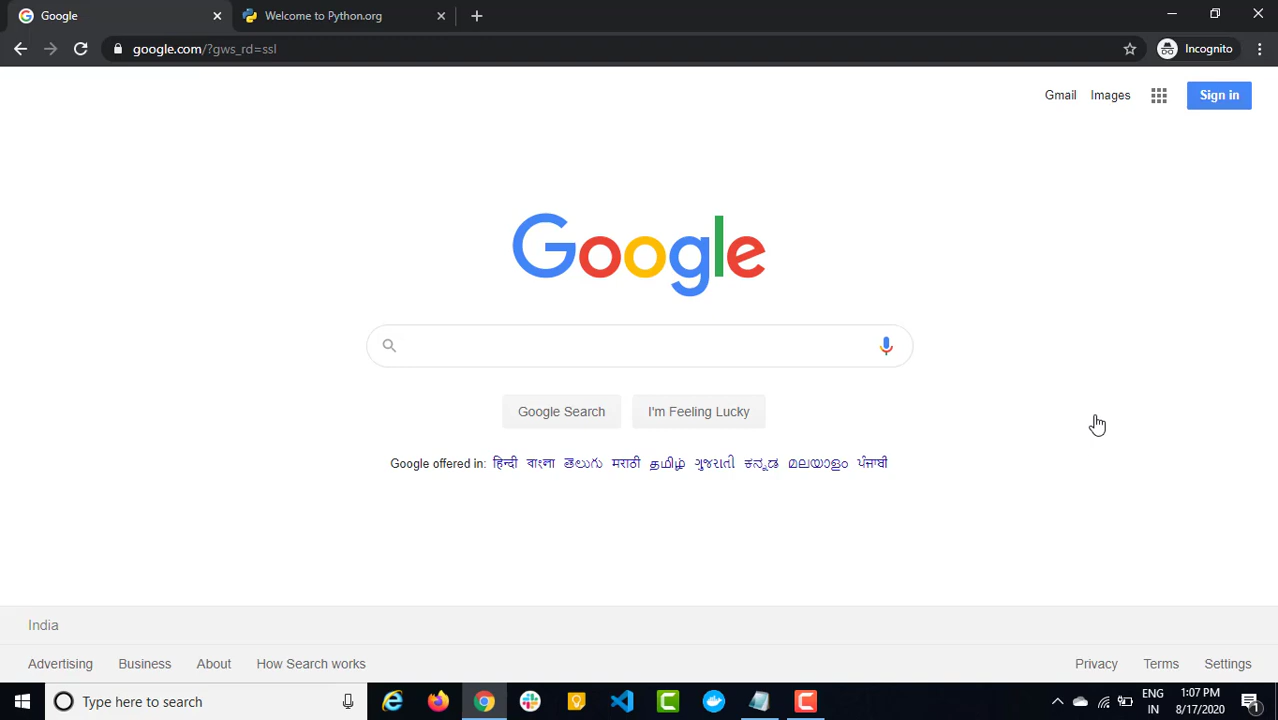 Google
Welcome to Python.org
google.com/?gws_rd=ssl
Incognito
Gmail Images Sign in
Google
Google Search I'm Feeling Lucky
Google offered in: हिन्दी বাংলা తెలుగు मराठी தமிழ் ગુજરાતી ಕನ್ನಡ മലയാളം ਪੰਜਾਬੀ
India
Advertising Business About How Search works Privacy Terms Settings
Type here to search
ENG 1:07 PM
IN 8/17/2020
1